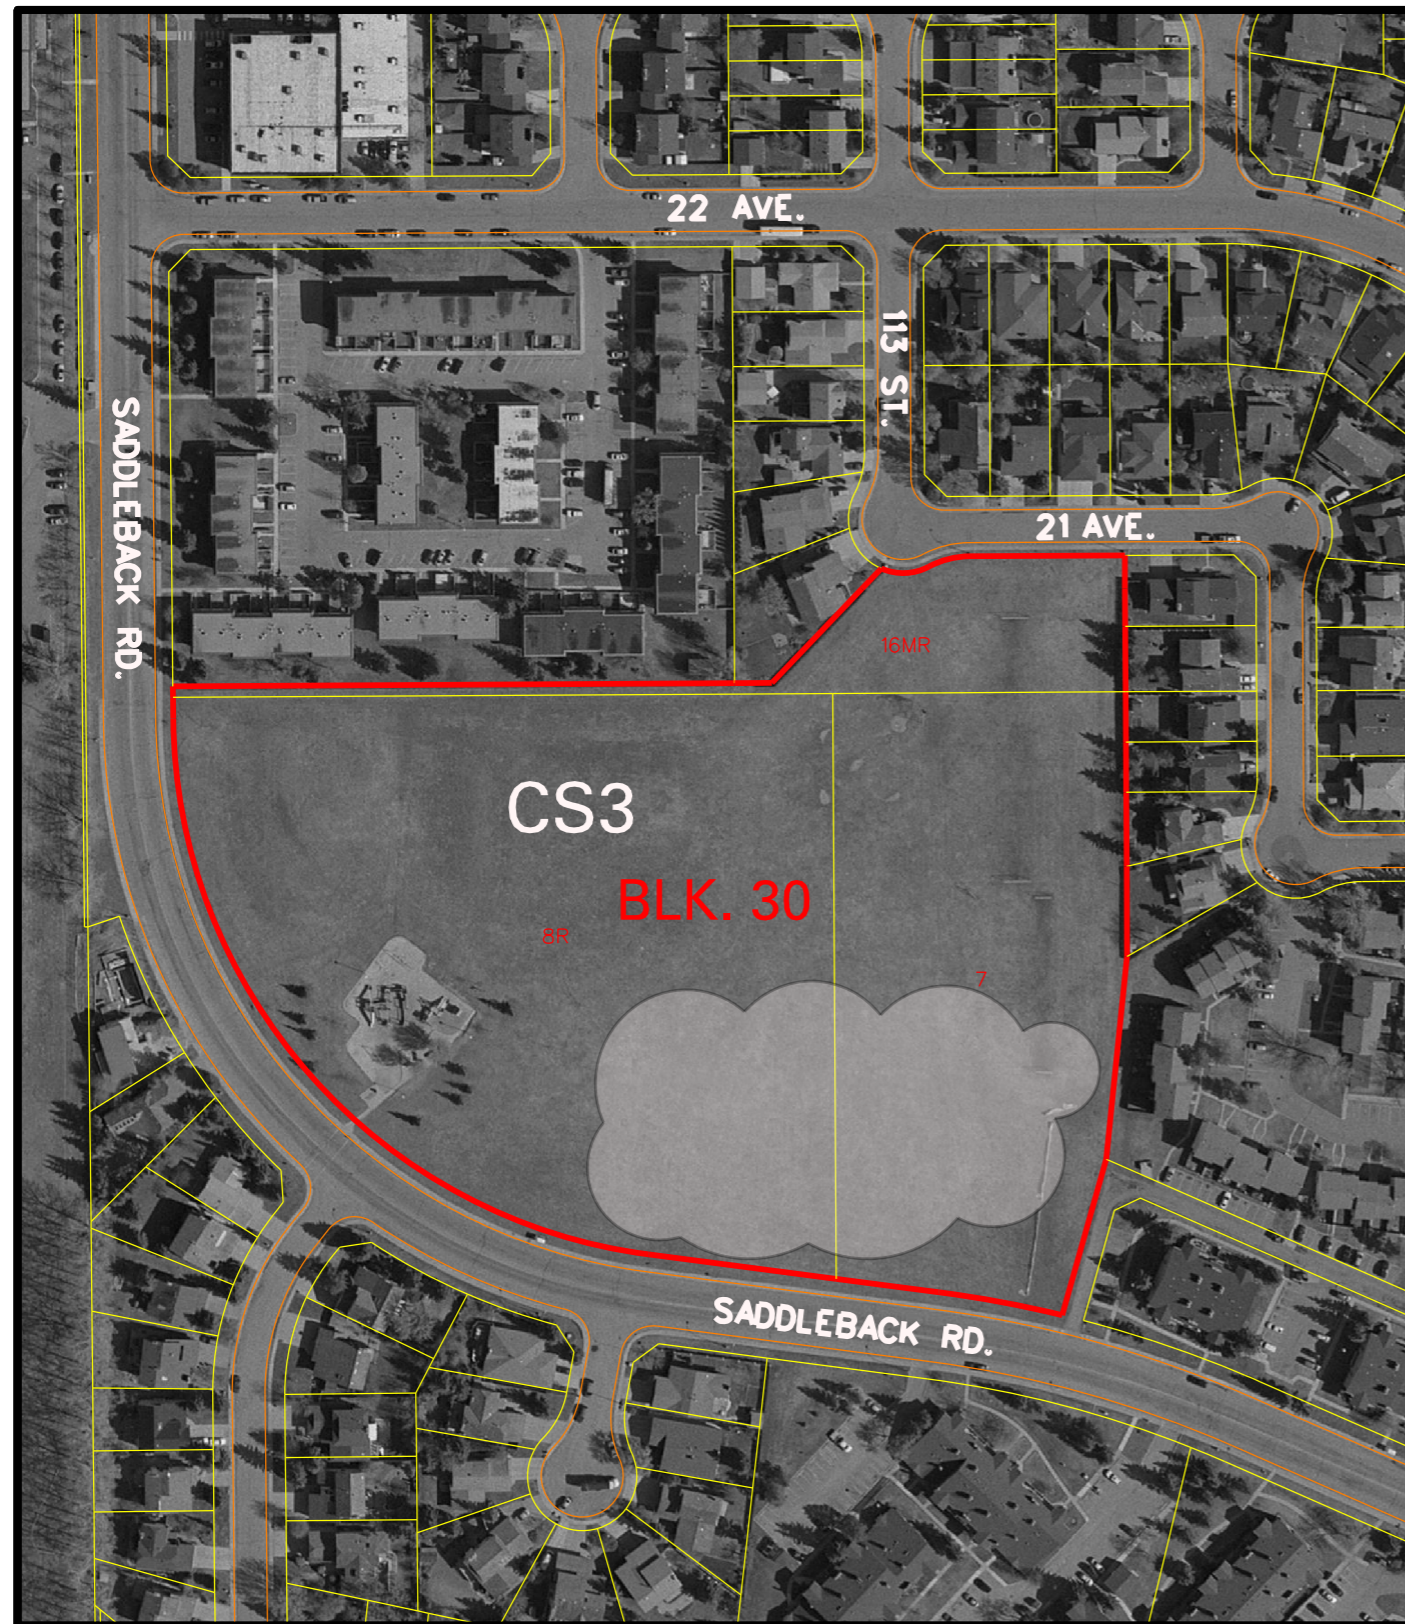 22 AVE.
113 ST.
SADDLEBACK RD.
21 AVE.
16MR
CS3
BLK. 30
8R
7
SADDLEBACK RD.